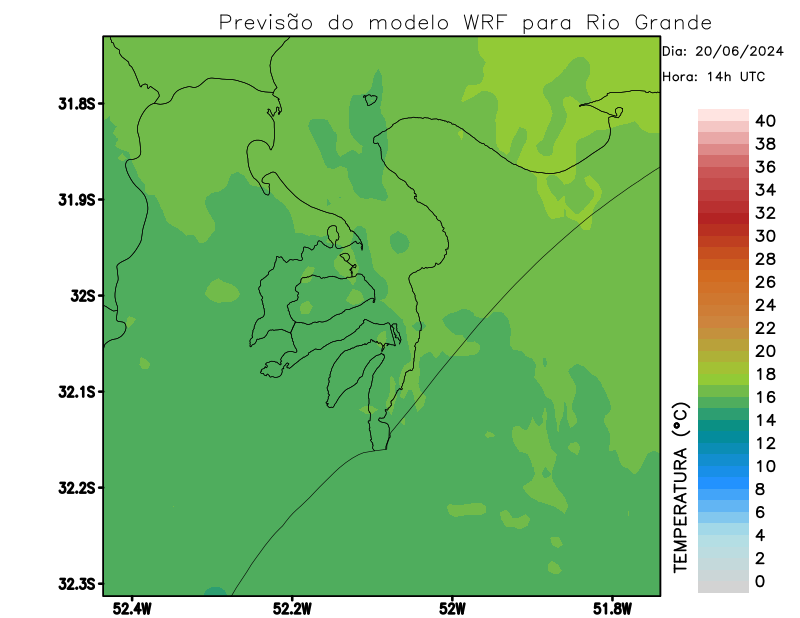 Previsão do modelo WRF para Rio Grande
Dia: 20/06/2024
Hora: 14h UTC
31.8S
31.9S
32S
32.1S
32.2S
32.3S
52.4W
52.2W
52W
51.8W
TEMPERATURA (°C)
40
38
36
34
32
30
28
26
24
22
20
18
16
14
12
10
8
6
4
2
0